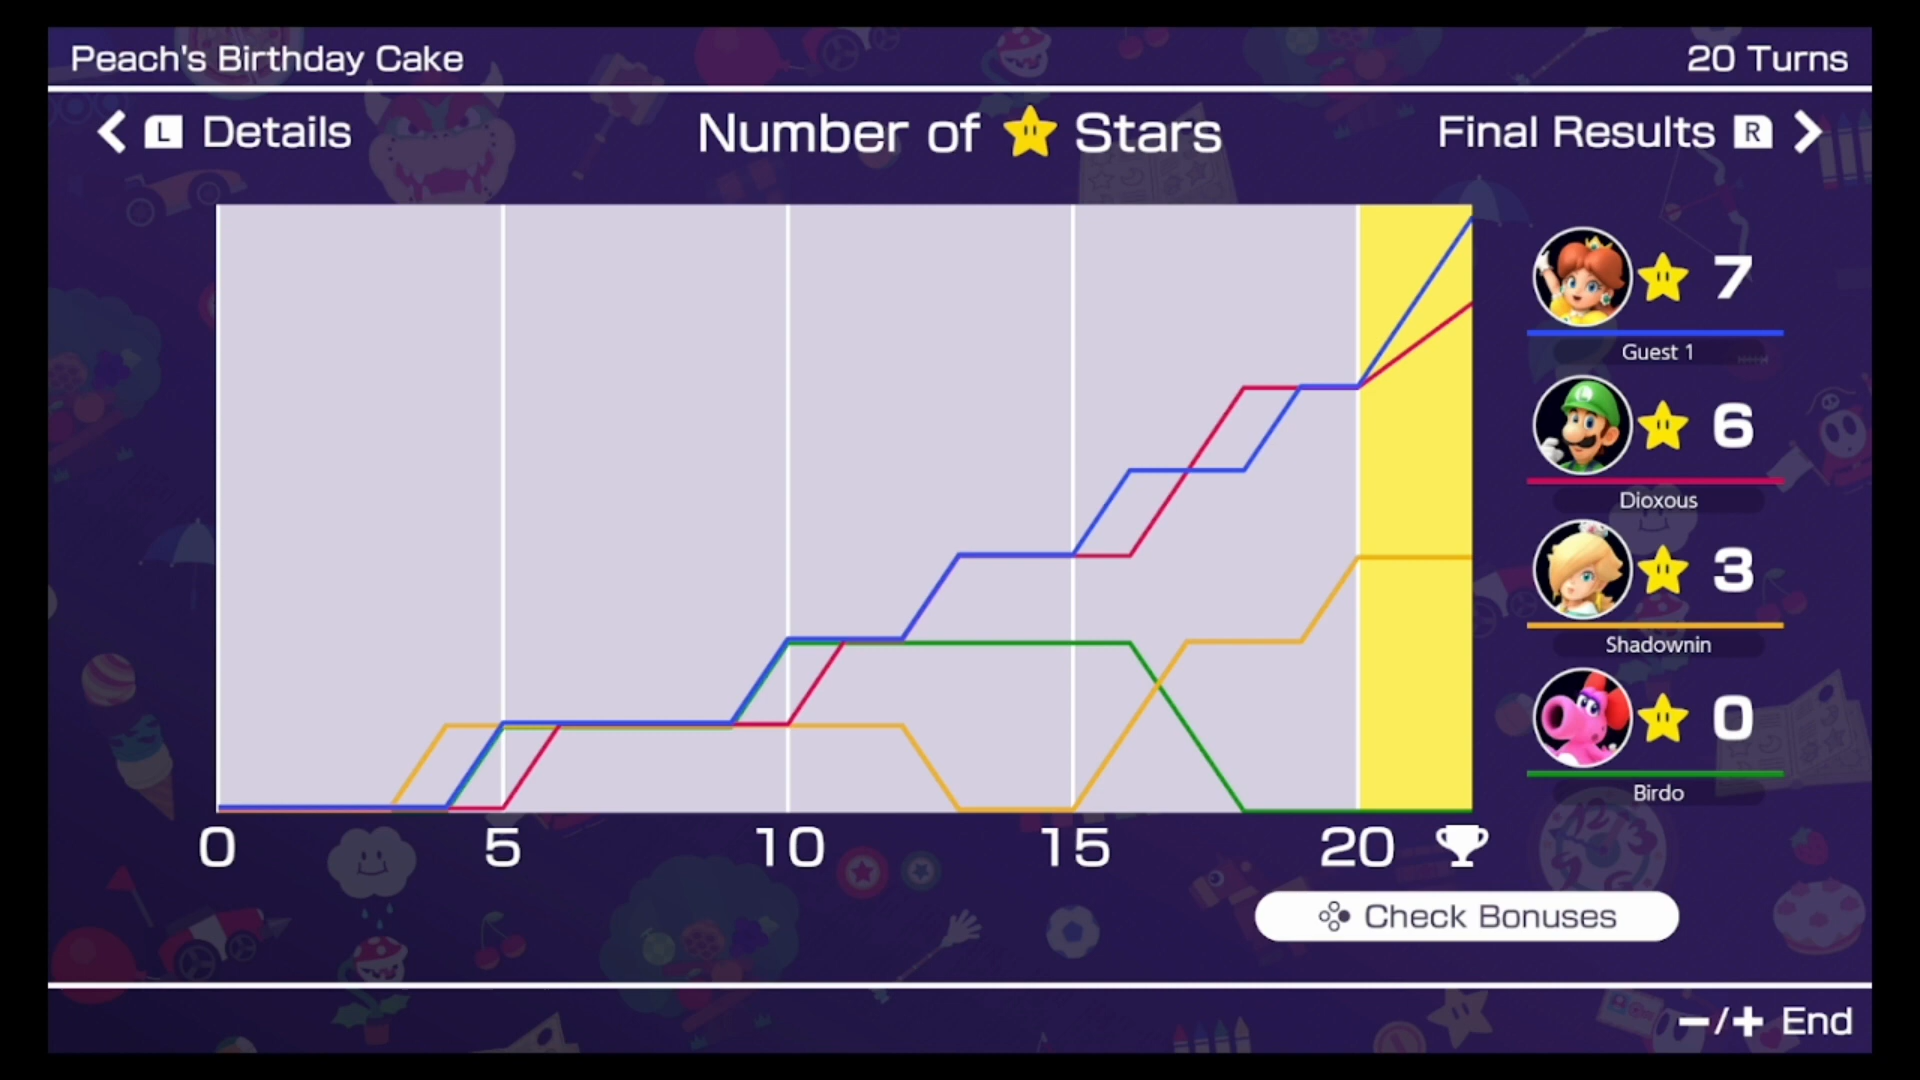 Peach's Birthday Cake
20 Turns
L Details
Number of Stars
Final Results R
7
Guest 1
6
Dioxous
3
Shadownin
0
Birdo
0 5 10 15 20
Check Bonuses
−/+ End